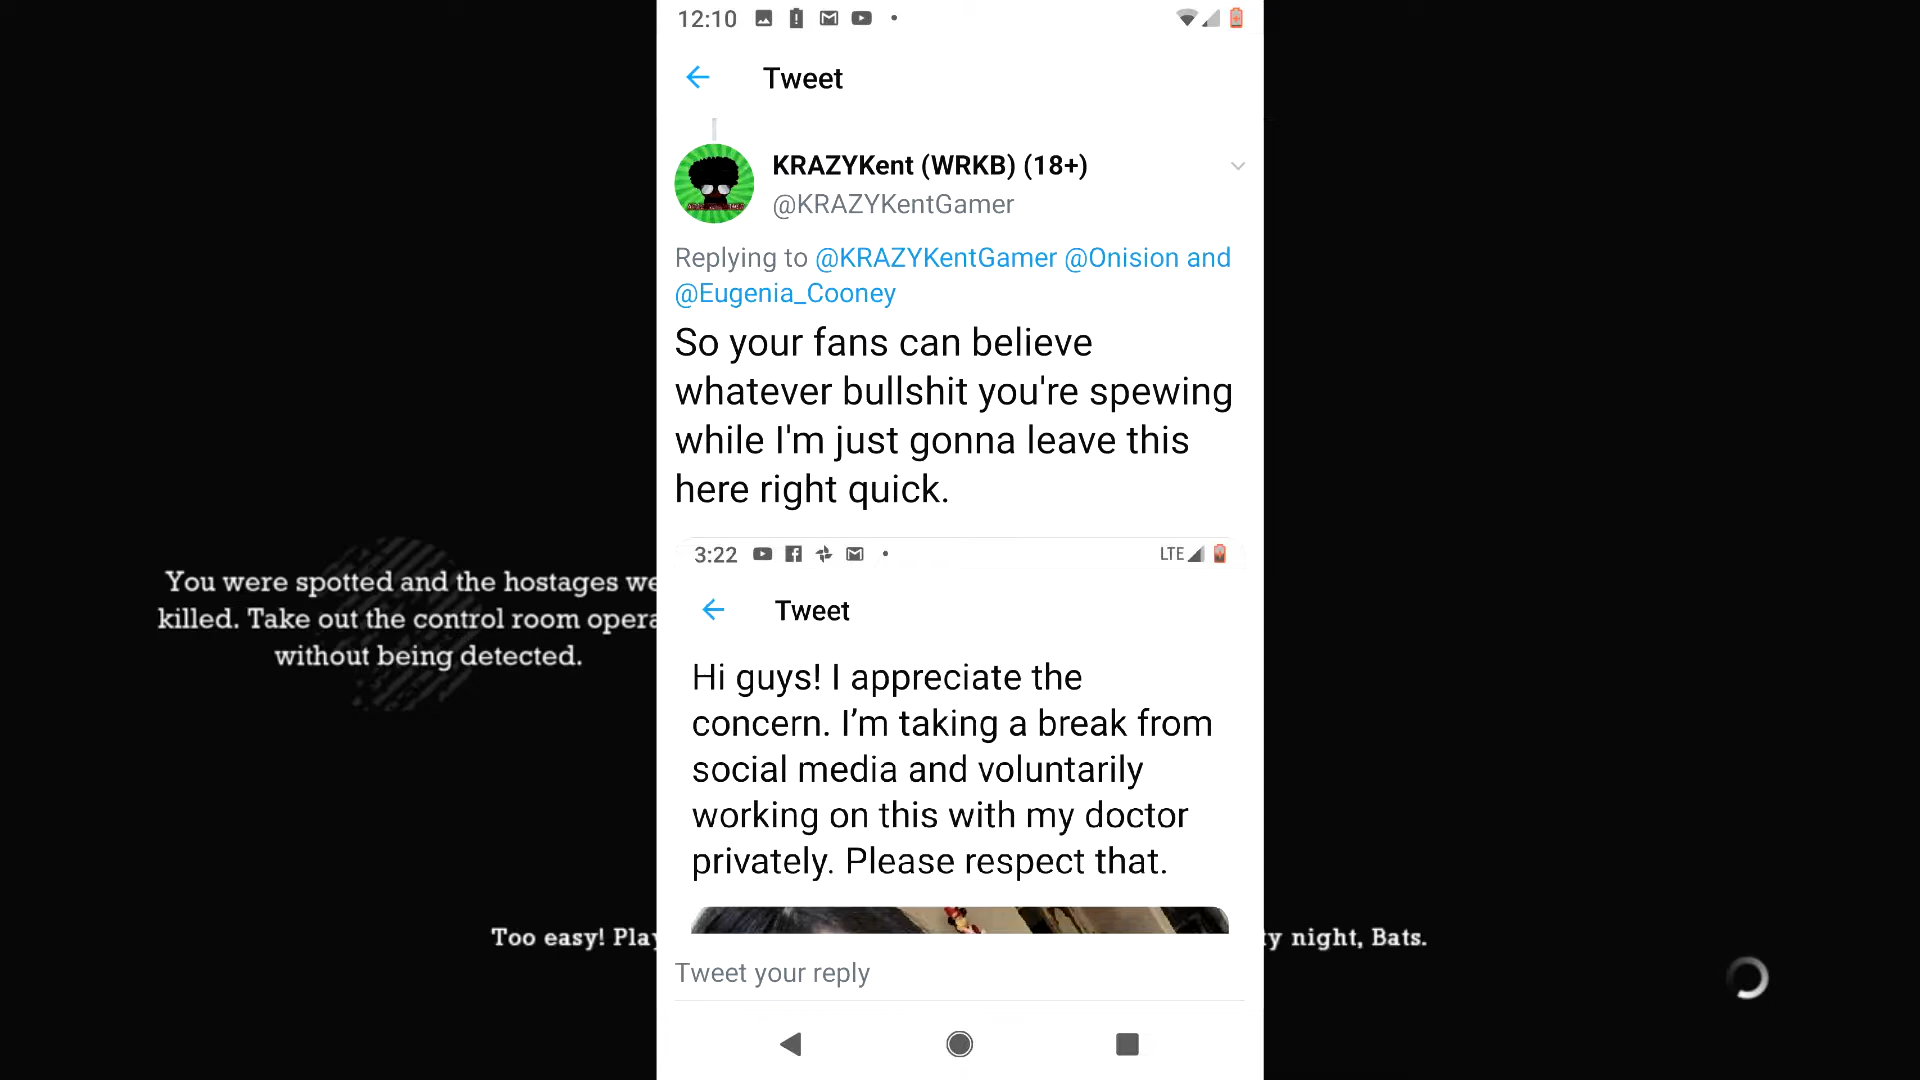 12:10
Tweet
KRAZYKent (WRKB) (18+)
@KRAZYKentGamer
Replying to @KRAZYKentGamer @Onision and
@Eugenia_Cooney
So your fans can believe
whatever bullshit you're spewing
while I'm just gonna leave this
here right quick.
3:22
LTE
Tweet
Hi guys! I appreciate the
concern. I’m taking a break from
social media and voluntarily
working on this with my doctor
privately. Please respect that.
Tweet your reply
You were spotted and the hostages we
killed. Take out the control room opera
without being detected.
Too easy! Play
ty night, Bats.